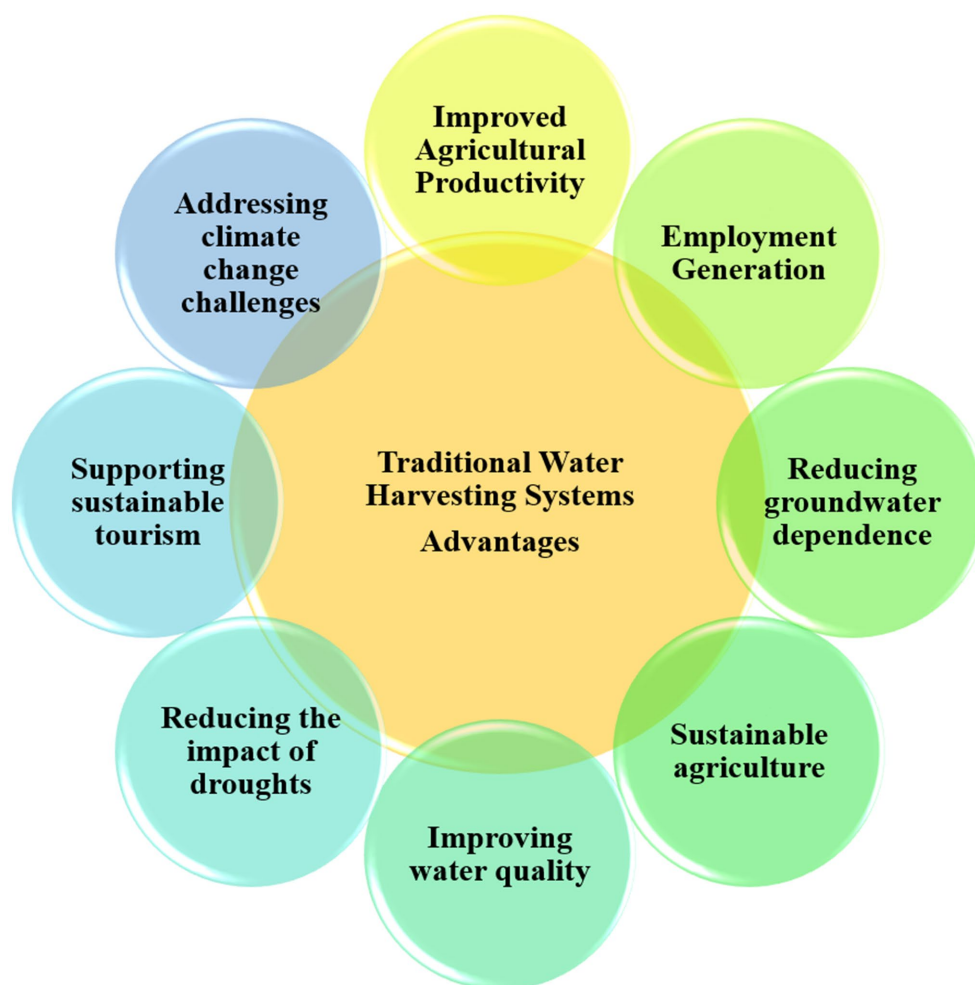 Improved
Agricultural
Productivity
Employment
Generation
Reducing
groundwater
dependence
Sustainable
agriculture
Improving
water quality
Reducing the
impact of
droughts
Supporting
sustainable
tourism
Addressing
climate
change
challenges
Traditional Water
Harvesting Systems
Advantages